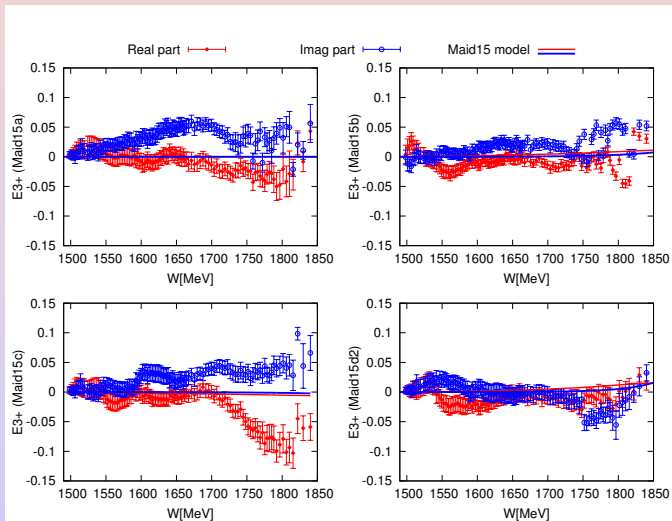 Real part Imag part Maid15 model
0.15 0.15
0.1 0.1
0.05 0.05
0 0
-0.05 -0.05
-0.1 -0.1
-0.15 -0.15
E3+ (Maid15a) E3+ (Maid15b)
1500 1550 1600 1650 1700 1750 1800 1850 1500 1550 1600 1650 1700 1750 1800 1850
W[MeV] W[MeV]
0.15 0.15
0.1 0.1
0.05 0.05
0 0
-0.05 -0.05
-0.1 -0.1
-0.15 -0.15
E3+ (Maid15c) E3+ (Maid15d2)
1500 1550 1600 1650 1700 1750 1800 1850 1500 1550 1600 1650 1700 1750 1800 1850
W[MeV] W[MeV]